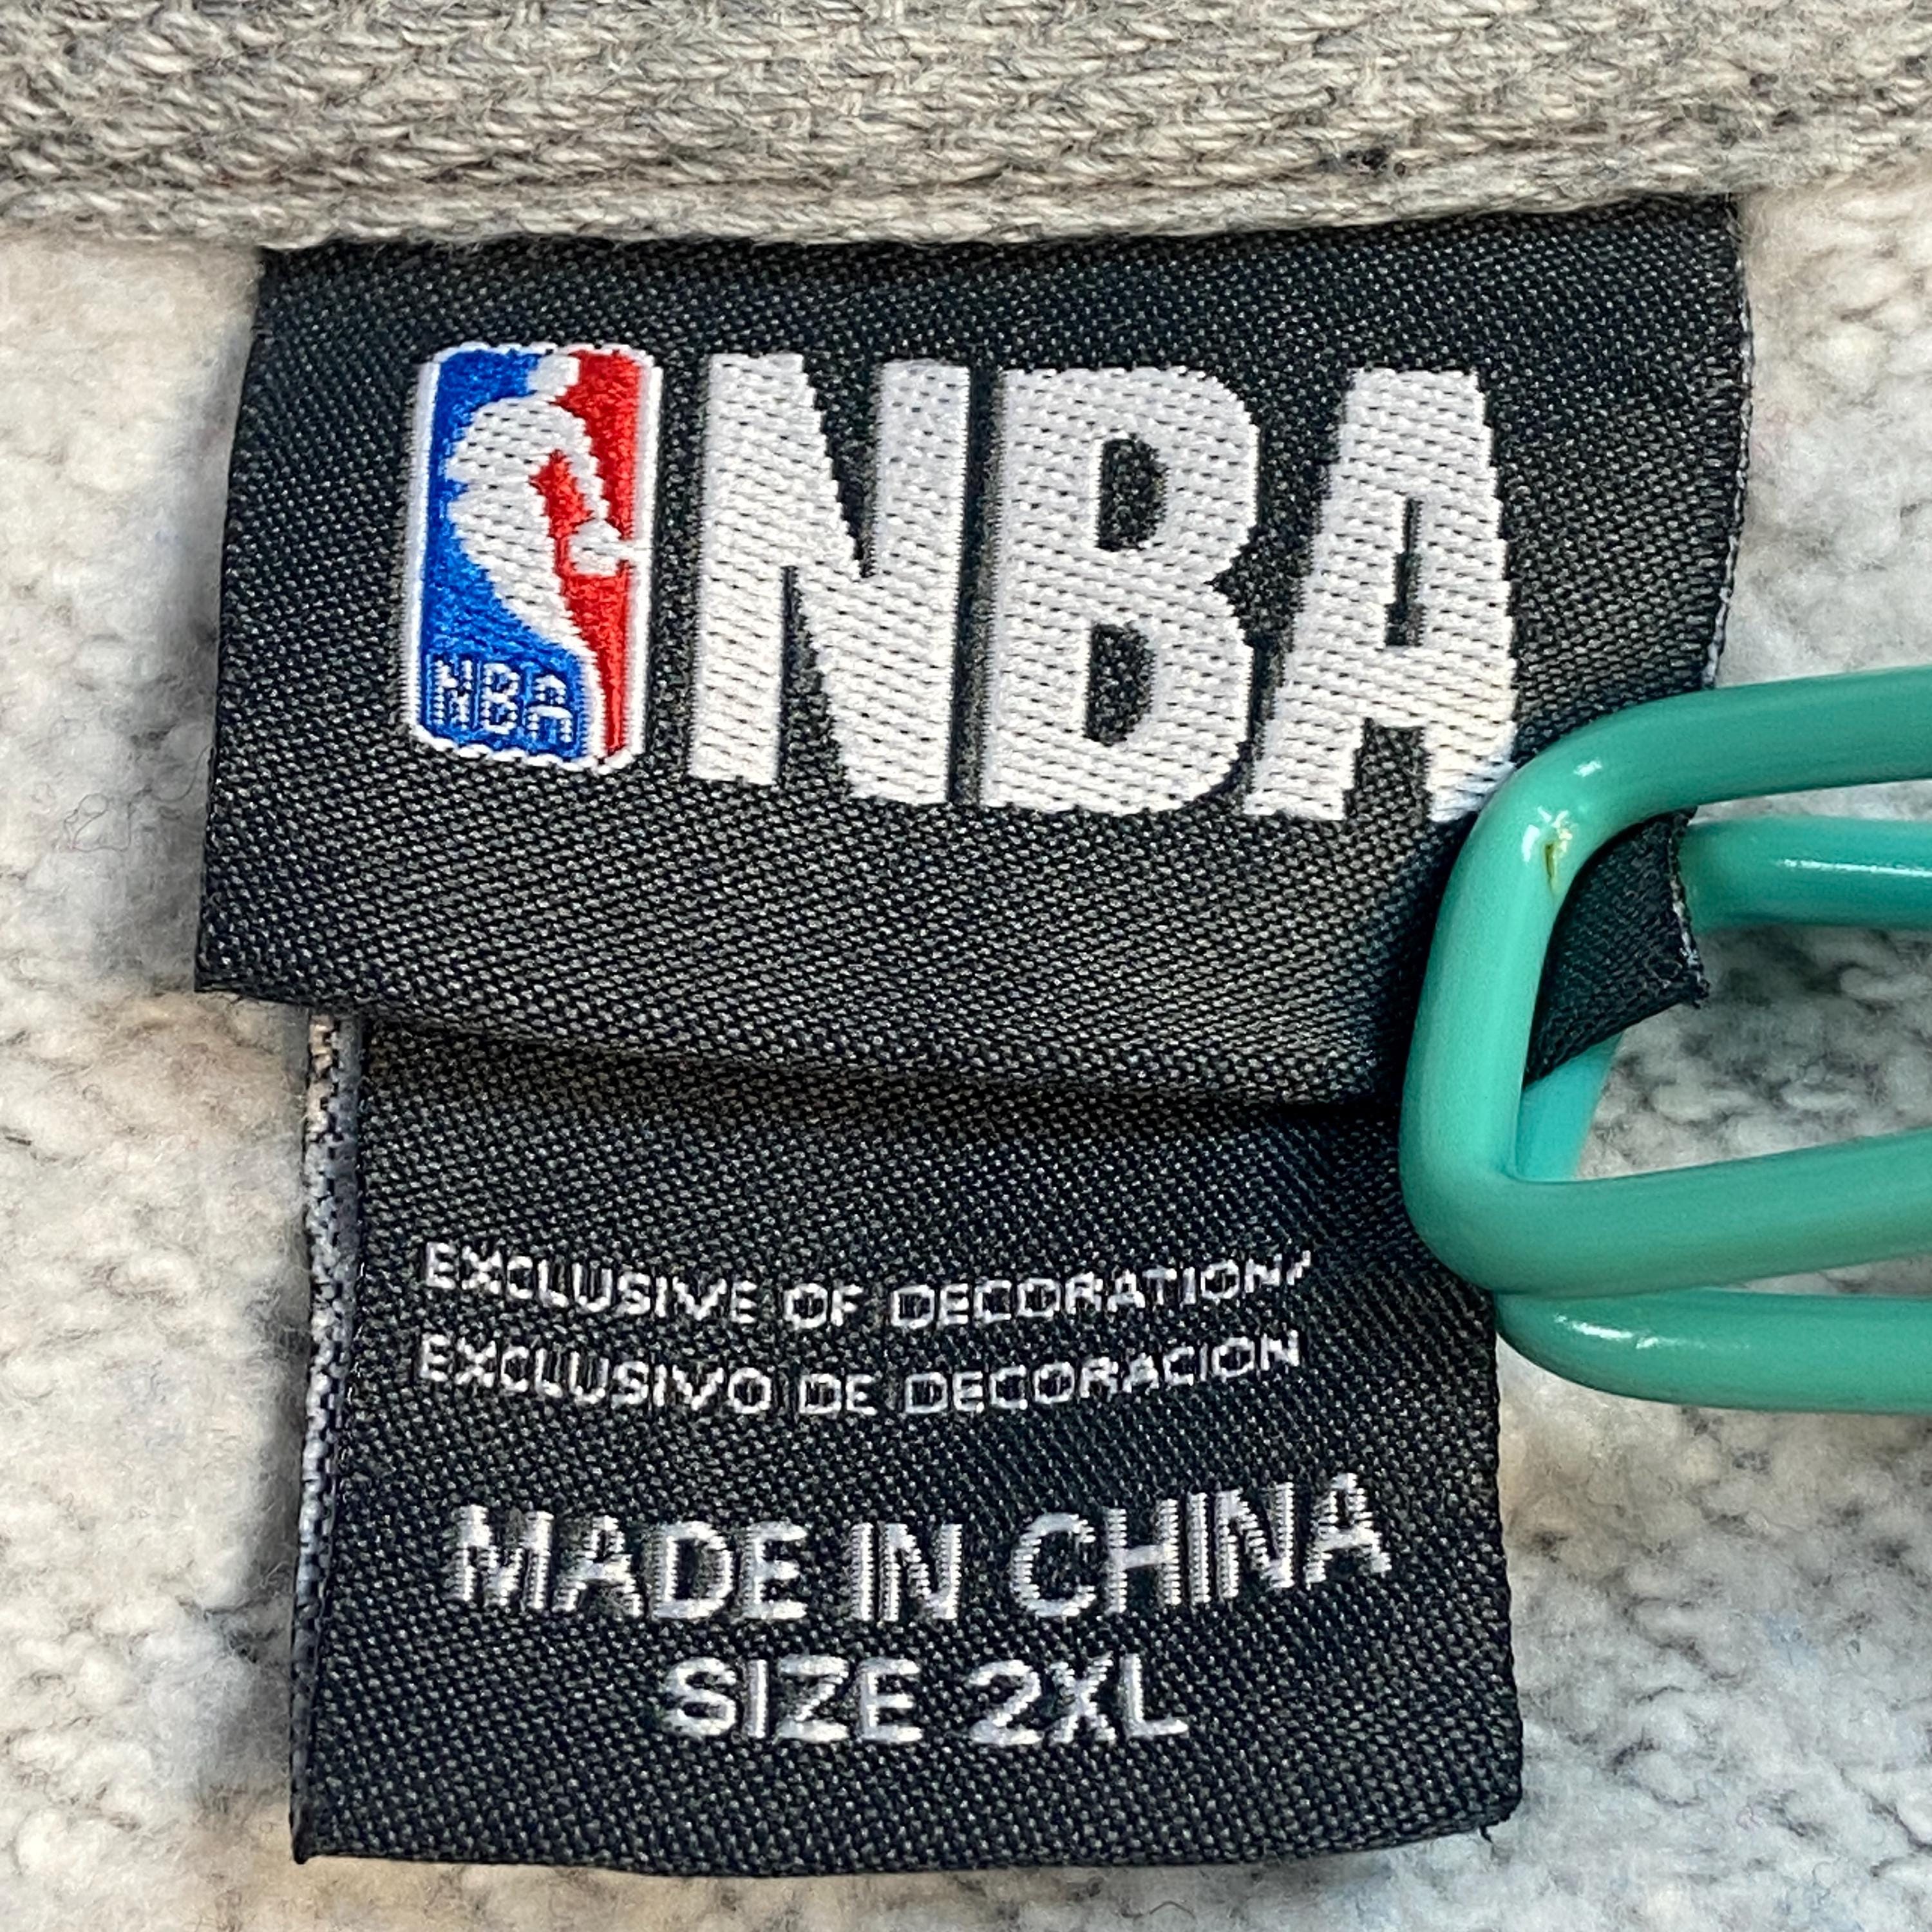 NBA
NBA
EXCLUSIVE OF DECORATION/
EXCLUSIVO DE DECORACION
MADE IN CHINA
SIZE 2XL